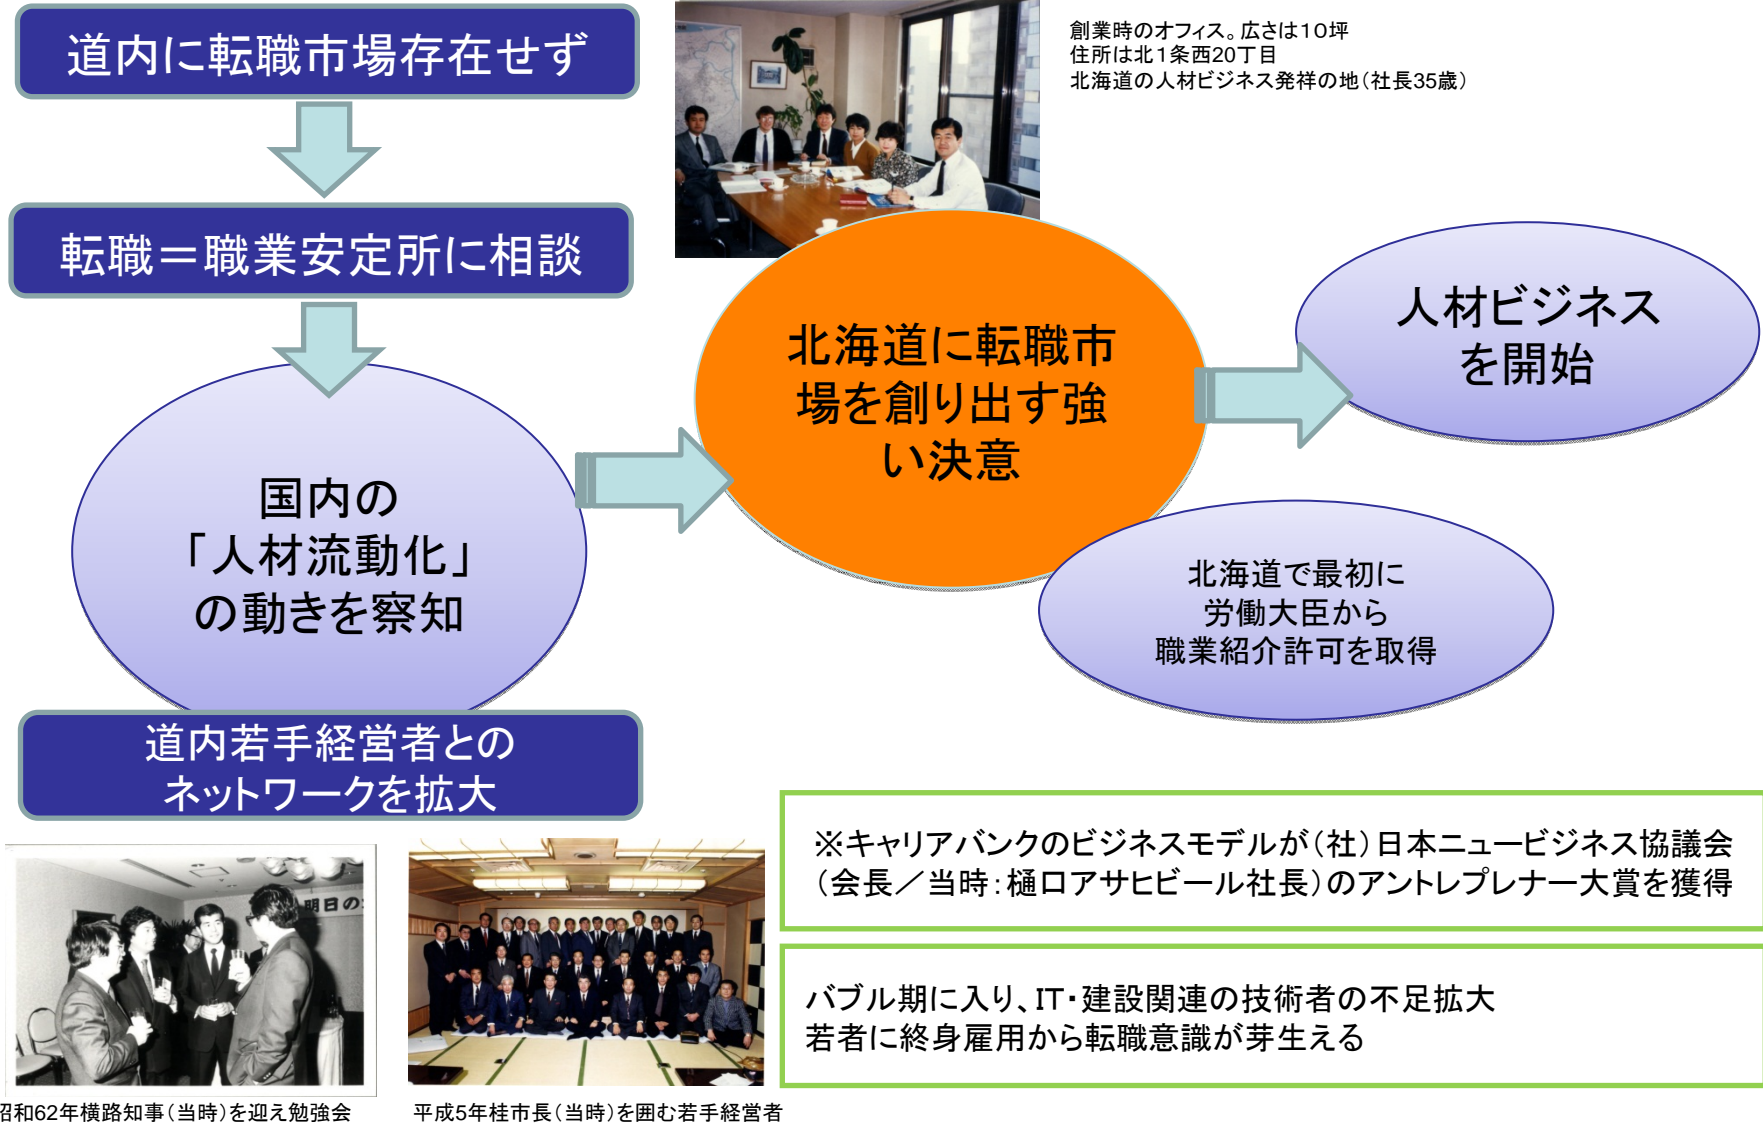 道内に転職市場存在せず
転職＝職業安定所に相談
国内の
「人材流動化」
の動きを察知
道内若手経営者との
ネットワークを拡大
創業時のオフィス。広さは１０坪
住所は北１条西20丁目
北海道の人材ビジネス発祥の地（社長35歳）
北海道に転職市
場を創り出す強
い決意
人材ビジネス
を開始
北海道で最初に
労働大臣から
職業紹介許可を取得
※キャリアバンクのビジネスモデルが（社）日本ニュービジネス協議会
（会長／当時：樋口アサヒビール社長）のアントレプレナー大賞を獲得
バブル期に入り、IT・建設関連の技術者の不足拡大
若者に終身雇用から転職意識が芽生える
明日の
昭和62年横路知事（当時）を迎え勉強会
平成5年桂市長（当時）を囲む若手経営者